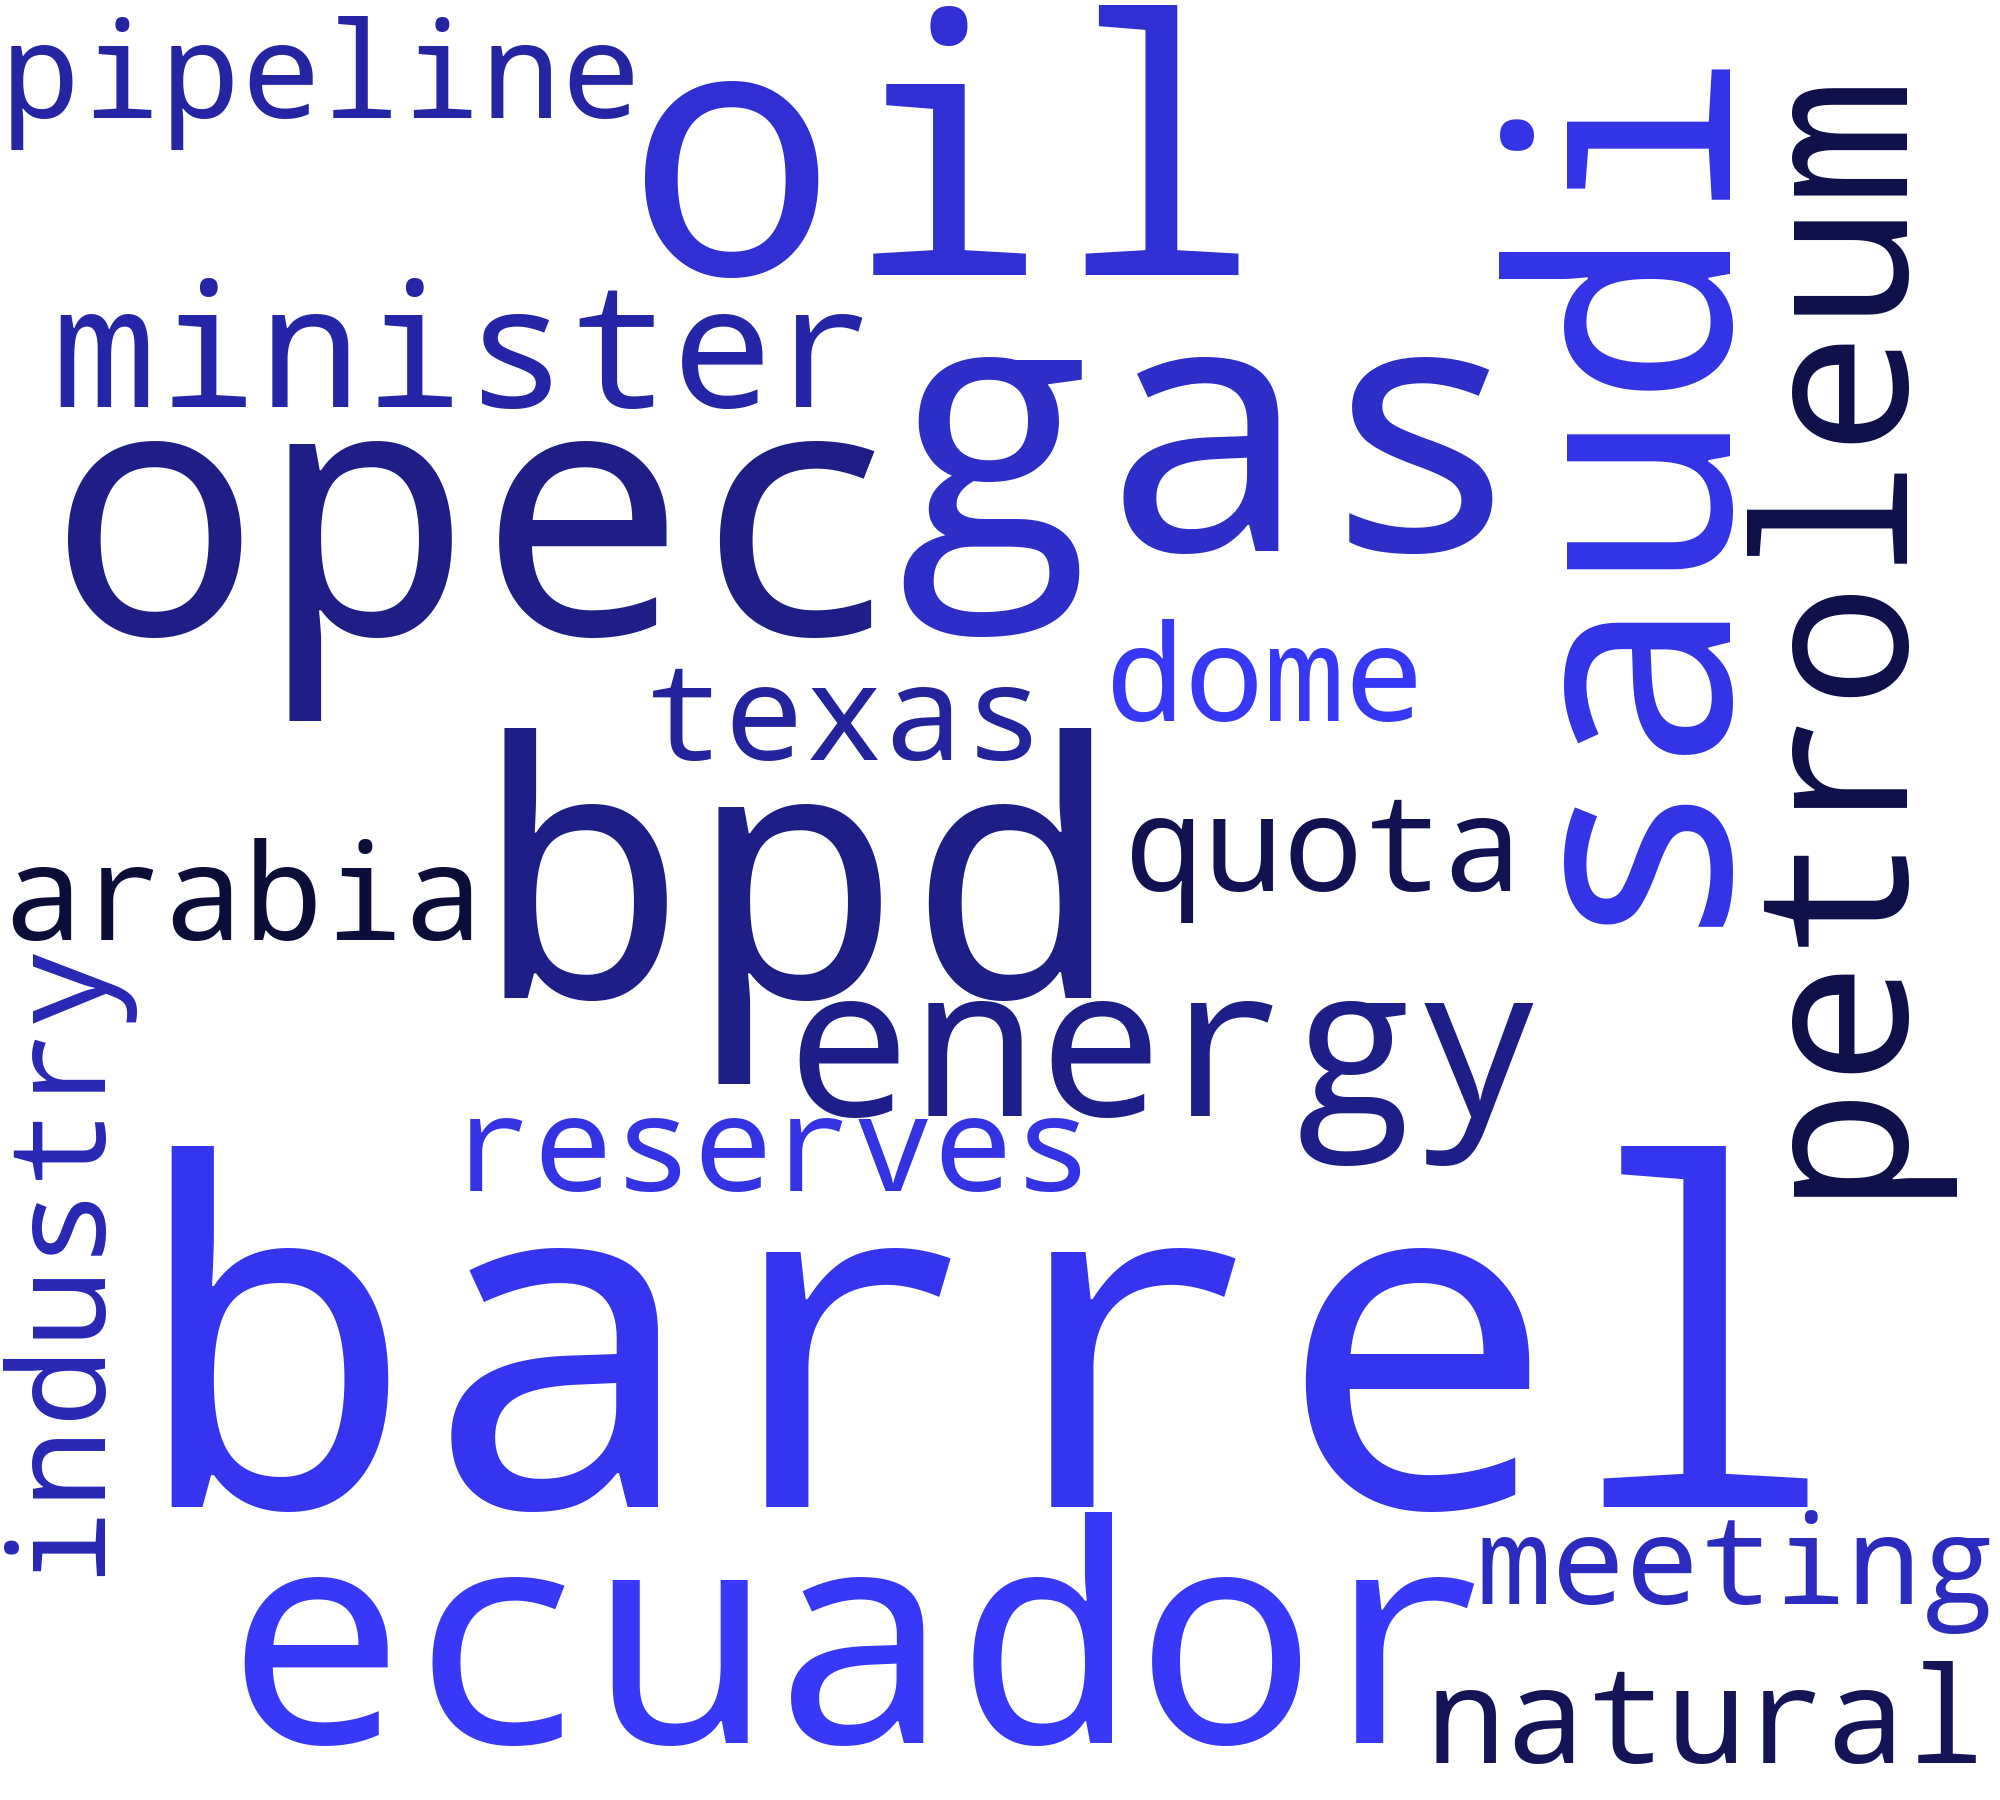 pipeline
oil
saudi
petroleum
minister
gas
opec
dome
texas
bpd
quota
arabia
energy
industry
reserves
barrel
ecuador
meeting
natural